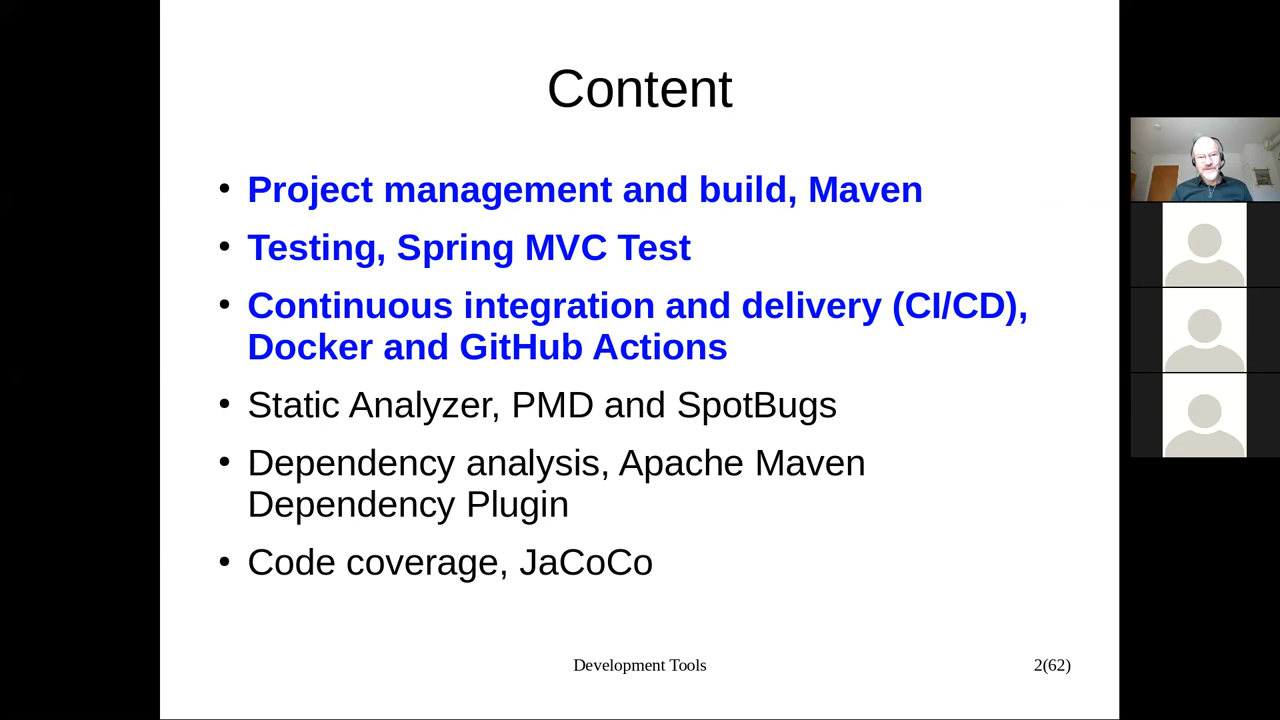 Content
• Project management and build, Maven
• Testing, Spring MVC Test
• Continuous integration and delivery (CI/CD),
Docker and GitHub Actions
• Static Analyzer, PMD and SpotBugs
• Dependency analysis, Apache Maven
Dependency Plugin
• Code coverage, JaCoCo
Development Tools
2(62)